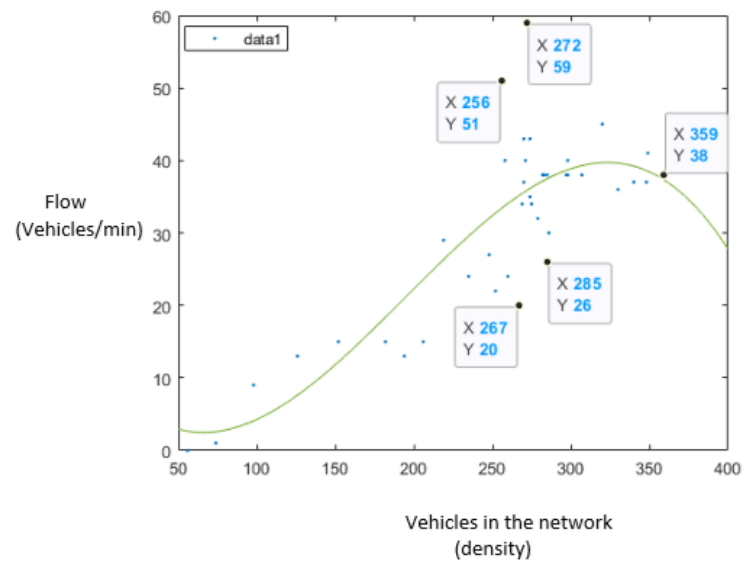 data1
X 272
Y 59
X 256
Y 51
X 359
Y 38
X 285
Y 26
X 267
Y 20
60
50
40
30
20
10
0
Flow
(Vehicles/min)
50 100 150 200 250 300 350 400
Vehicles in the network
(density)